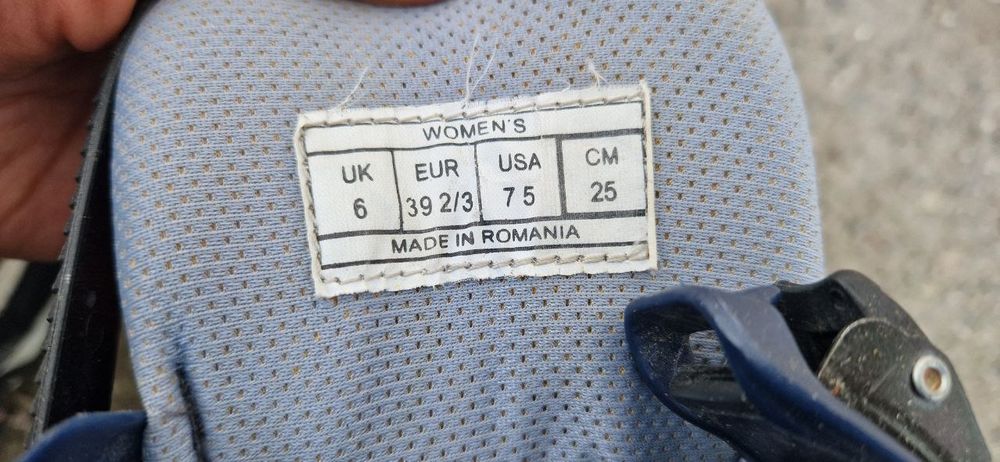 WOMEN'S
UK EUR USA CM
6 39 2/3 7 5 25
MADE IN ROMANIA